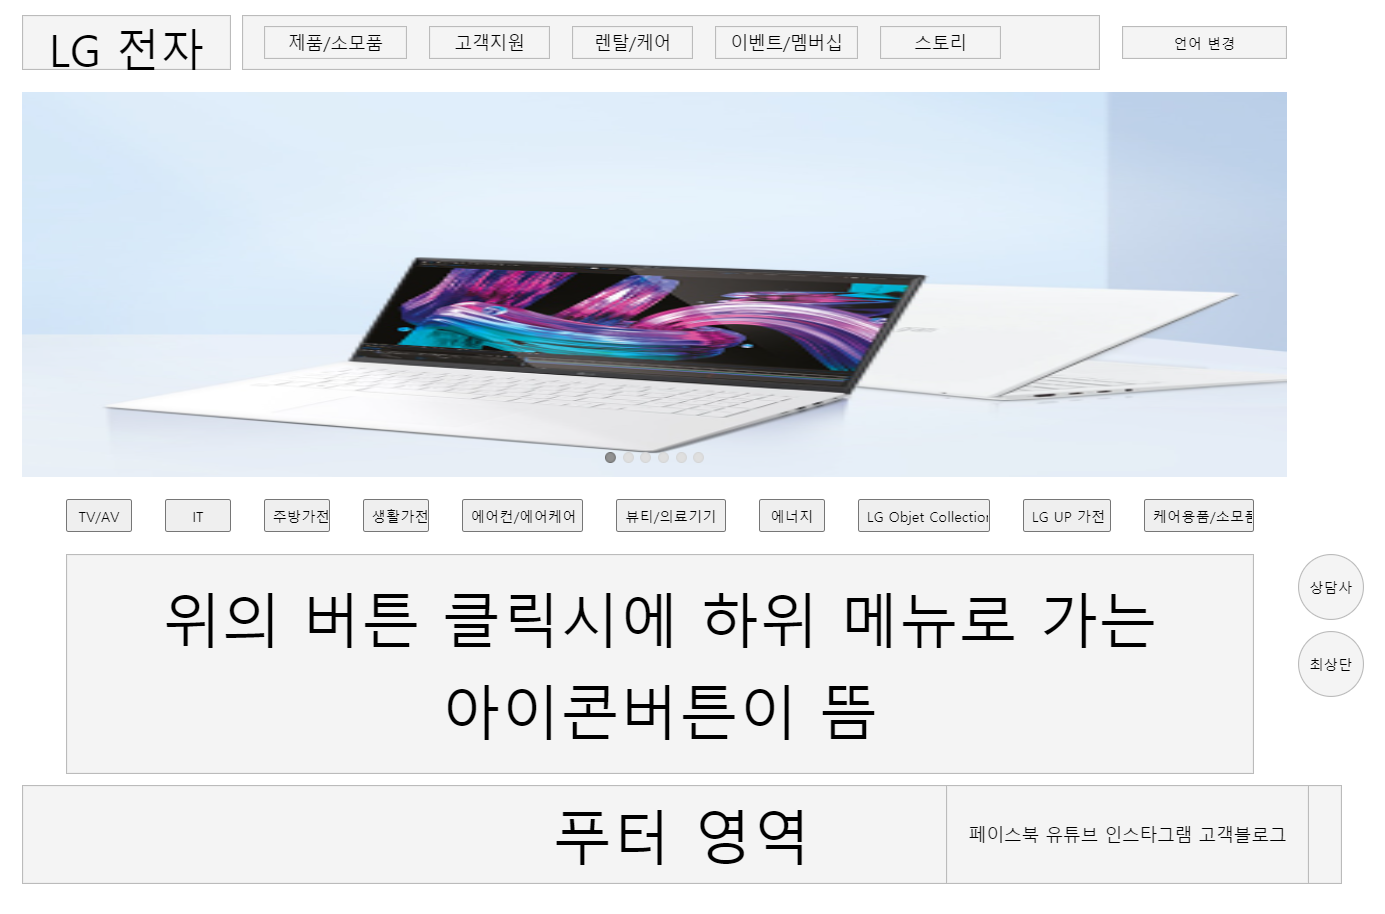 LG 전자
제품/소모품
고객지원
렌탈/케어
이벤트/멤버십
스토리
언어 변경
TV/AV
IT
주방가전
생활가전
에어컨/에어케어
뷰티/의료기기
에너지
LG Objet Collection
LG UP 가전
케어용품/소모품
위의 버튼 클릭시에 하위 메뉴로 가는
아이콘버튼이 뜸
상담사
최상단
푸터 영역
페이스북 유튜브 인스타그램 고객블로그